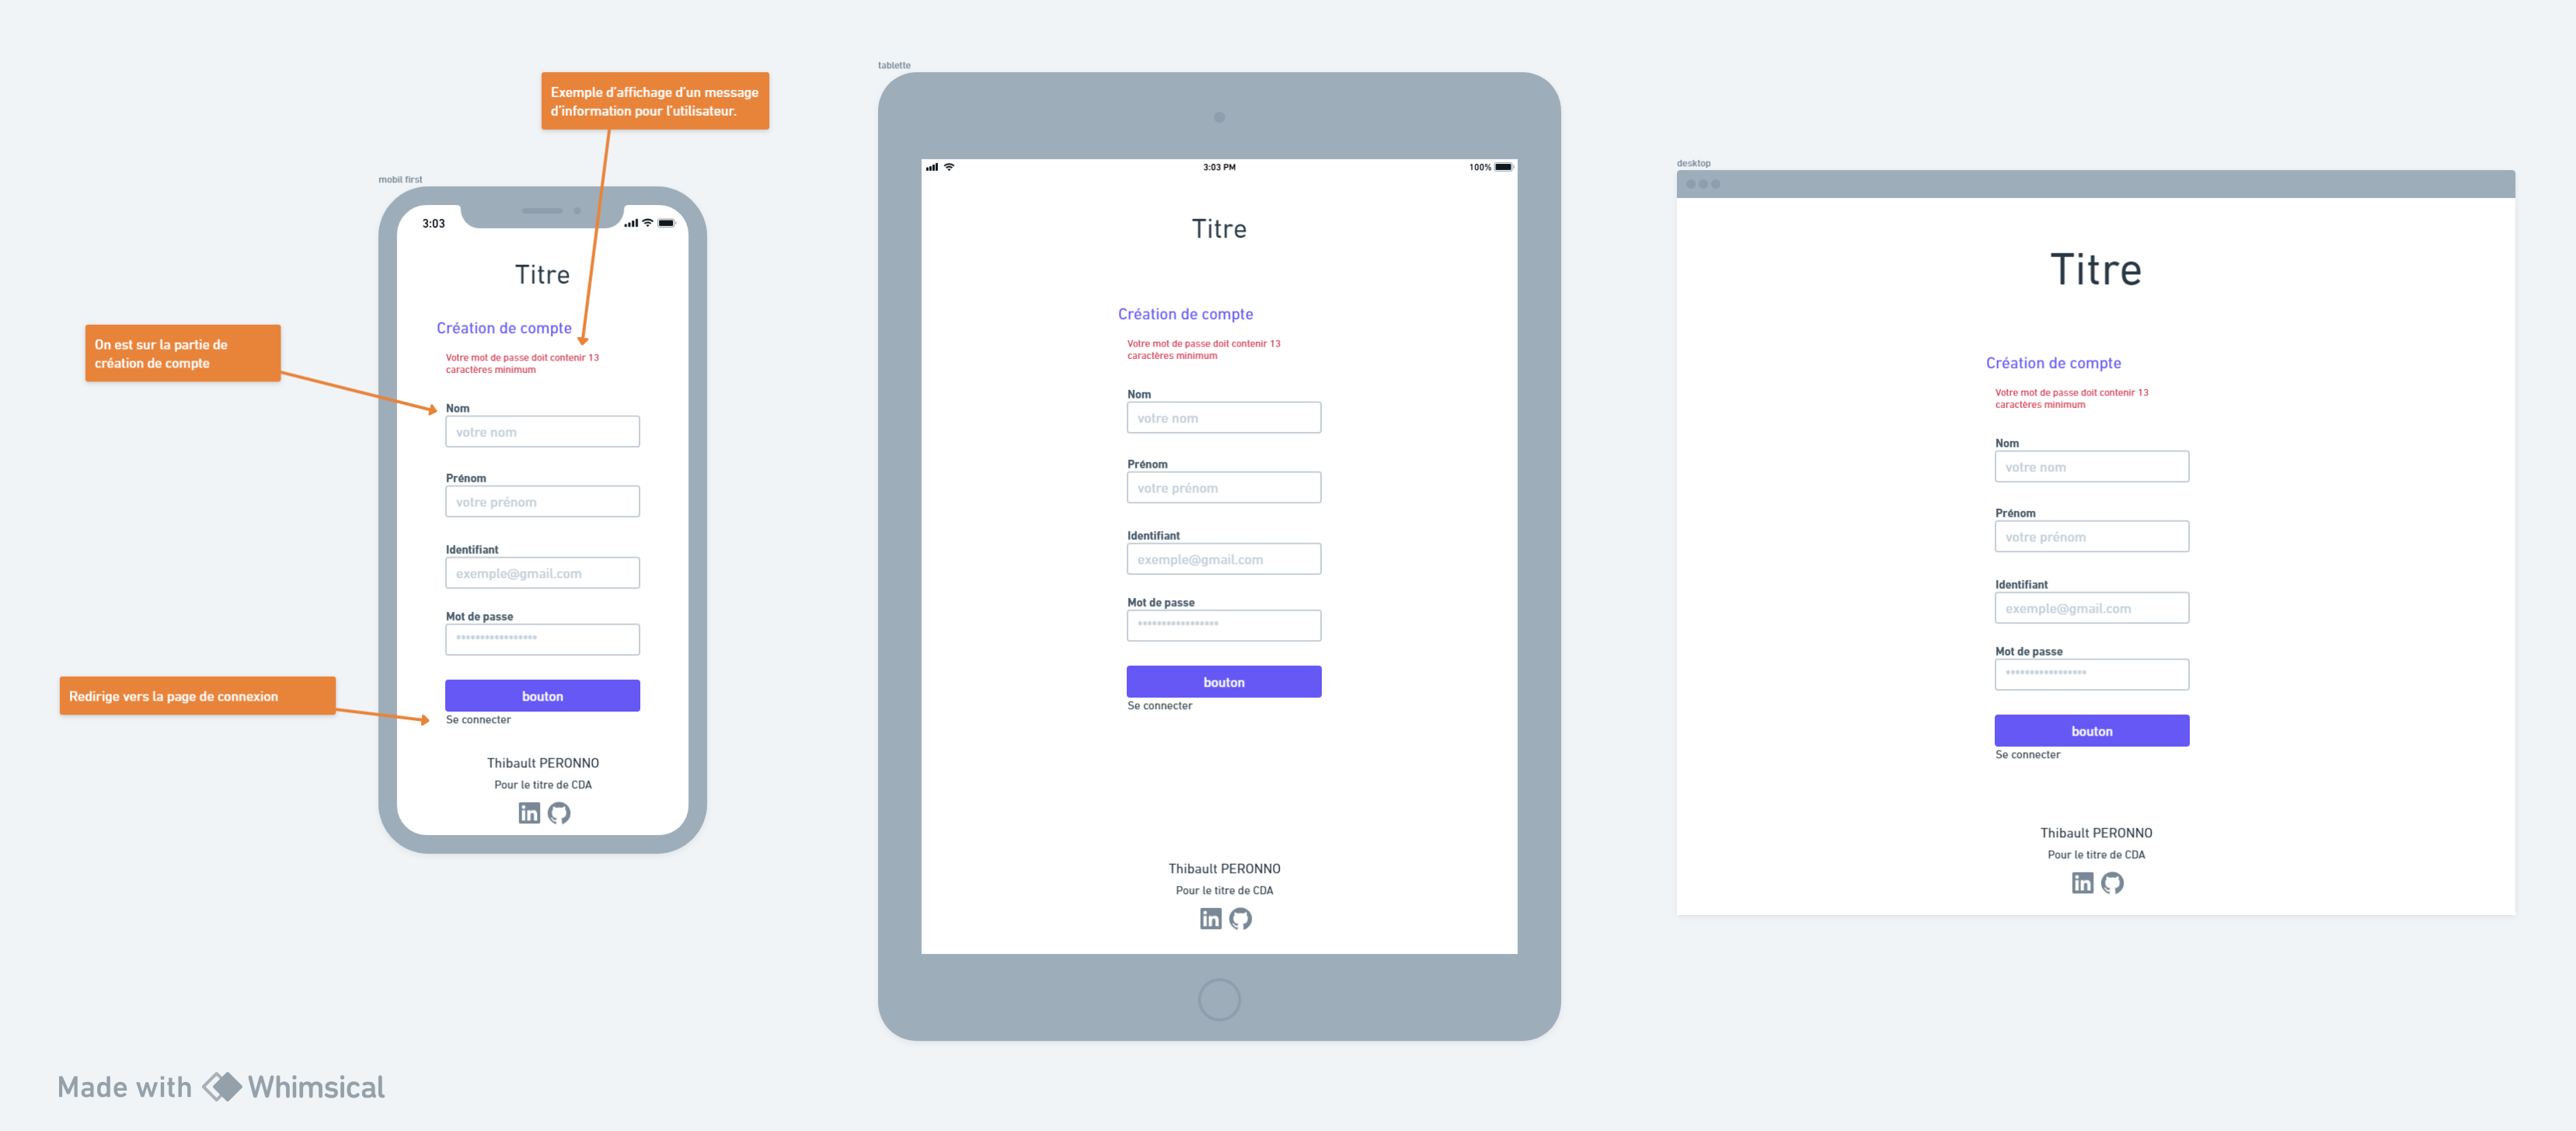 Exemple d'affichage d'un message
d'information pour l'utilisateur.
On est sur la partie de
création de compte
Redirige vers la page de connexion
mobil first
3:03
Titre
Création de compte
Votre mot de passe doit contenir 13
caractères minimum
Nom
votre nom
Prénom
votre prénom
Identifiant
exemple@gmail.com
Mot de passe
*****************
bouton
Se connecter
Thibault PERONNO
Pour le titre de CDA
in
tablette
3:03 PM
100%
Titre
Création de compte
Votre mot de passe doit contenir 13
caractères minimum
Nom
votre nom
Prénom
votre prénom
Identifiant
exemple@gmail.com
Mot de passe
*****************
bouton
Se connecter
Thibault PERONNO
Pour le titre de CDA
in
desktop
Titre
Création de compte
Votre mot de passe doit contenir 13
caractères minimum
Nom
votre nom
Prénom
votre prénom
Identifiant
exemple@gmail.com
Mot de passe
*****************
bouton
Se connecter
Thibault PERONNO
Pour le titre de CDA
in
Made with Whimsical